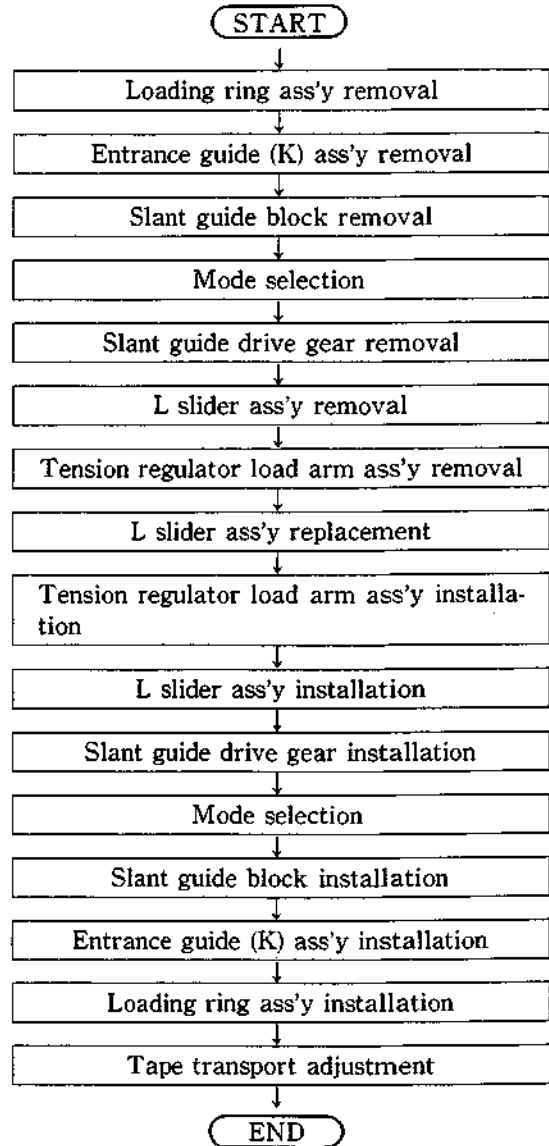 START
Loading ring ass'y removal
Entrance guide (K) ass'y removal
Slant guide block removal
Mode selection
Slant guide drive gear removal
L slider ass'y removal
Tension regulator load arm ass'y removal
L slider ass'y replacement
Tension regulator load arm ass'y installa-
tion
L slider ass'y installation
Slant guide drive gear installation
Mode selection
Slant guide block installation
Entrance guide (K) ass'y installation
Loading ring ass'y installation
Tape transport adjustment
END